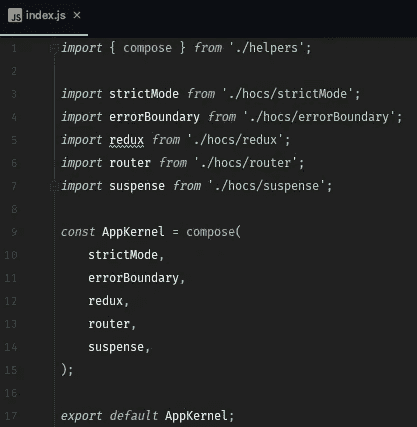 JS index.js ×
1 import { compose } from './helpers';
2
3 import strictMode from './hocs/strictMode';
4 import errorBoundary from './hocs/errorBoundary';
5 import redux from './hocs/redux';
6 import router from './hocs/router';
7 import suspense from './hocs/suspense';
8
9 const AppKernel = compose(
10     strictMode,
11     errorBoundary,
12     redux,
13     router,
14     suspense,
15 );
16
17 export default AppKernel;